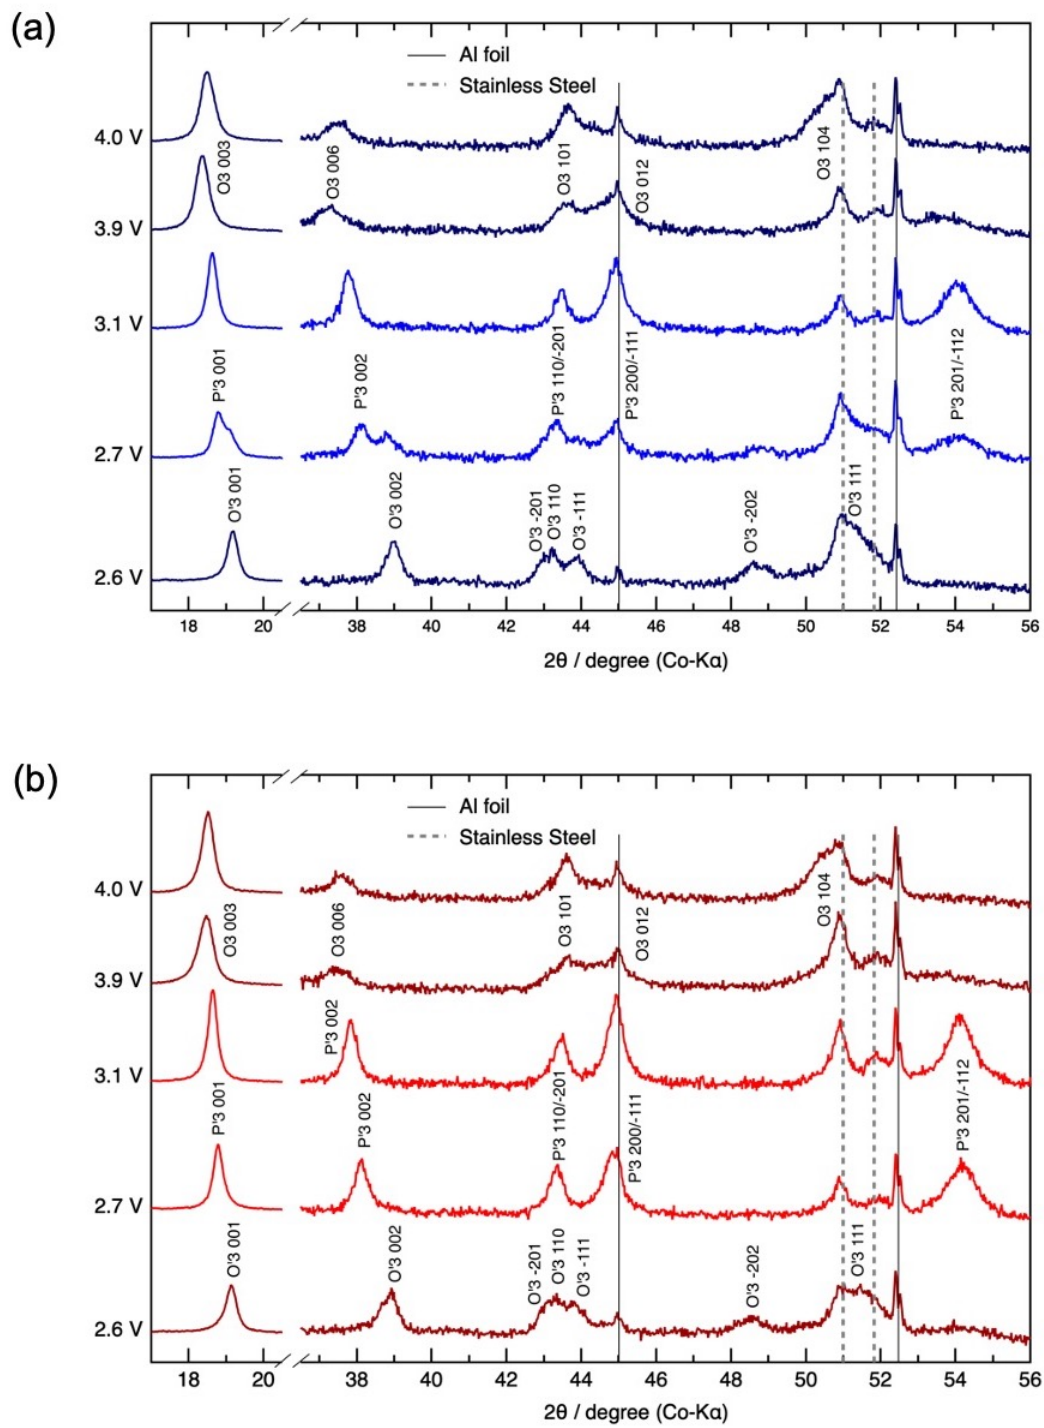 (a)
Al foil
Stainless Steel
4.0 V
O3 003
O3 006
O3 101
O3 012
O3 104
3.9 V
3.1 V
P'3 001
P'3 002
P'3 110/-201
P'3 200/-111
P'3 201/-112
2.7 V
O'3 001
O'3 002
O'3 -201
O'3 110
O'3 -111
O'3 -202
O'3 111
2.6 V
18 20 38 40 42 44 46 48 50 52 54 56
2θ / degree (Co-Kα)
(b)
Al foil
Stainless Steel
4.0 V
O3 003
O3 006
O3 101
O3 012
O3 104
3.9 V
P'3 002
3.1 V
P'3 001
P'3 002
P'3 110/-201
P'3 200/-111
P'3 201/-112
2.7 V
O'3 001
O'3 002
O'3 -201
O'3 110
O'3 -111
O'3 -202
O'3 111
2.6 V
18 20 38 40 42 44 46 48 50 52 54 56
2θ / degree (Co-Kα)